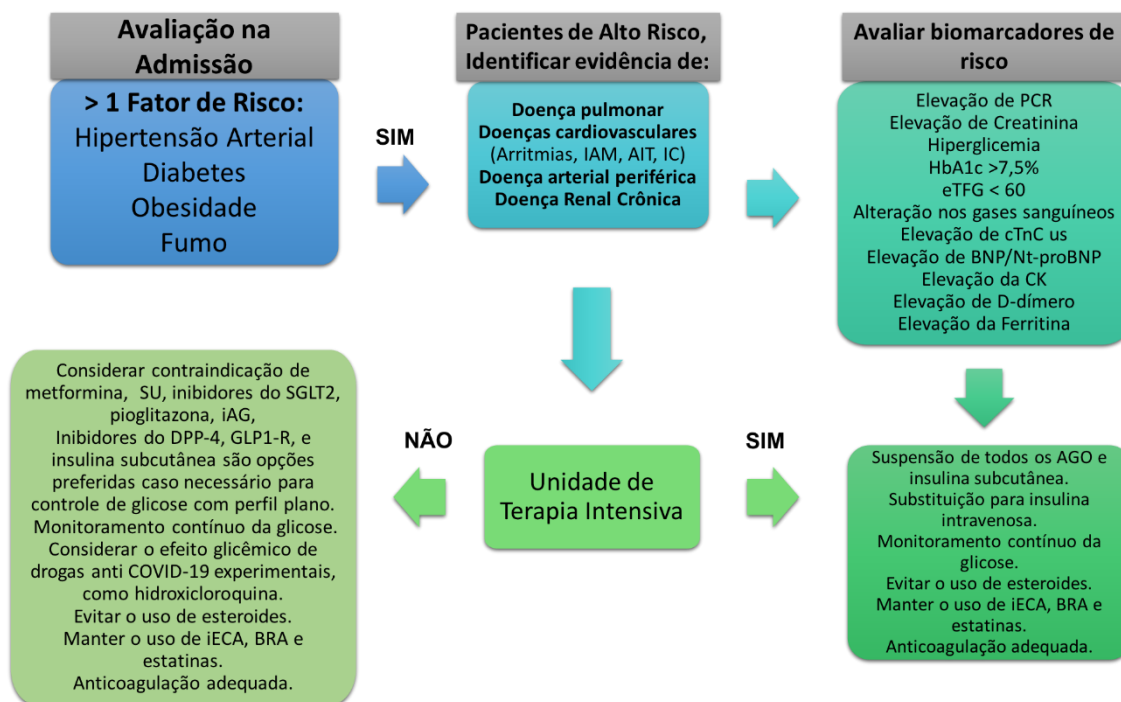 Avaliação na
Admissão
> 1 Fator de Risco:
Hipertensão Arterial
Diabetes
Obesidade
Fumo
SIM
Pacientes de Alto Risco,
Identificar evidência de:
Doença pulmonar
Doenças cardiovasculares
(Arritmias, IAM, AIT, IC)
Doença arterial periférica
Doença Renal Crônica
Avaliar biomarcadores de
risco
Elevação de PCR
Elevação de Creatinina
Hiperglicemia
HbA1c >7,5%
eTFG < 60
Alteração nos gases sanguíneos
Elevação de cTnC us
Elevação de BNP/Nt-proBNP
Elevação da CK
Elevação de D-dímero
Elevação da Ferritina
Considerar contraindicação de
metformina, SU, inibidores do SGLT2,
pioglitazona, iAG,
Inibidores do DPP-4, GLP1-R, e
insulina subcutânea são opções
preferidas caso necessário para
controle de glicose com perfil plano.
Monitoramento contínuo da glicose.
Considerar o efeito glicêmico de
drogas anti COVID-19 experimentais,
como hidroxicloroquina.
Evitar o uso de esteroides.
Manter o uso de iECA, BRA e
estatinas.
Anticoagulação adequada.
NÃO
Unidade de
Terapia Intensiva
SIM
Suspensão de todos os AGO e
insulina subcutânea.
Substituição para insulina
intravenosa.
Monitoramento contínuo da
glicose.
Evitar o uso de esteroides.
Manter o uso de iECA, BRA e
estatinas.
Anticoagulação adequada.